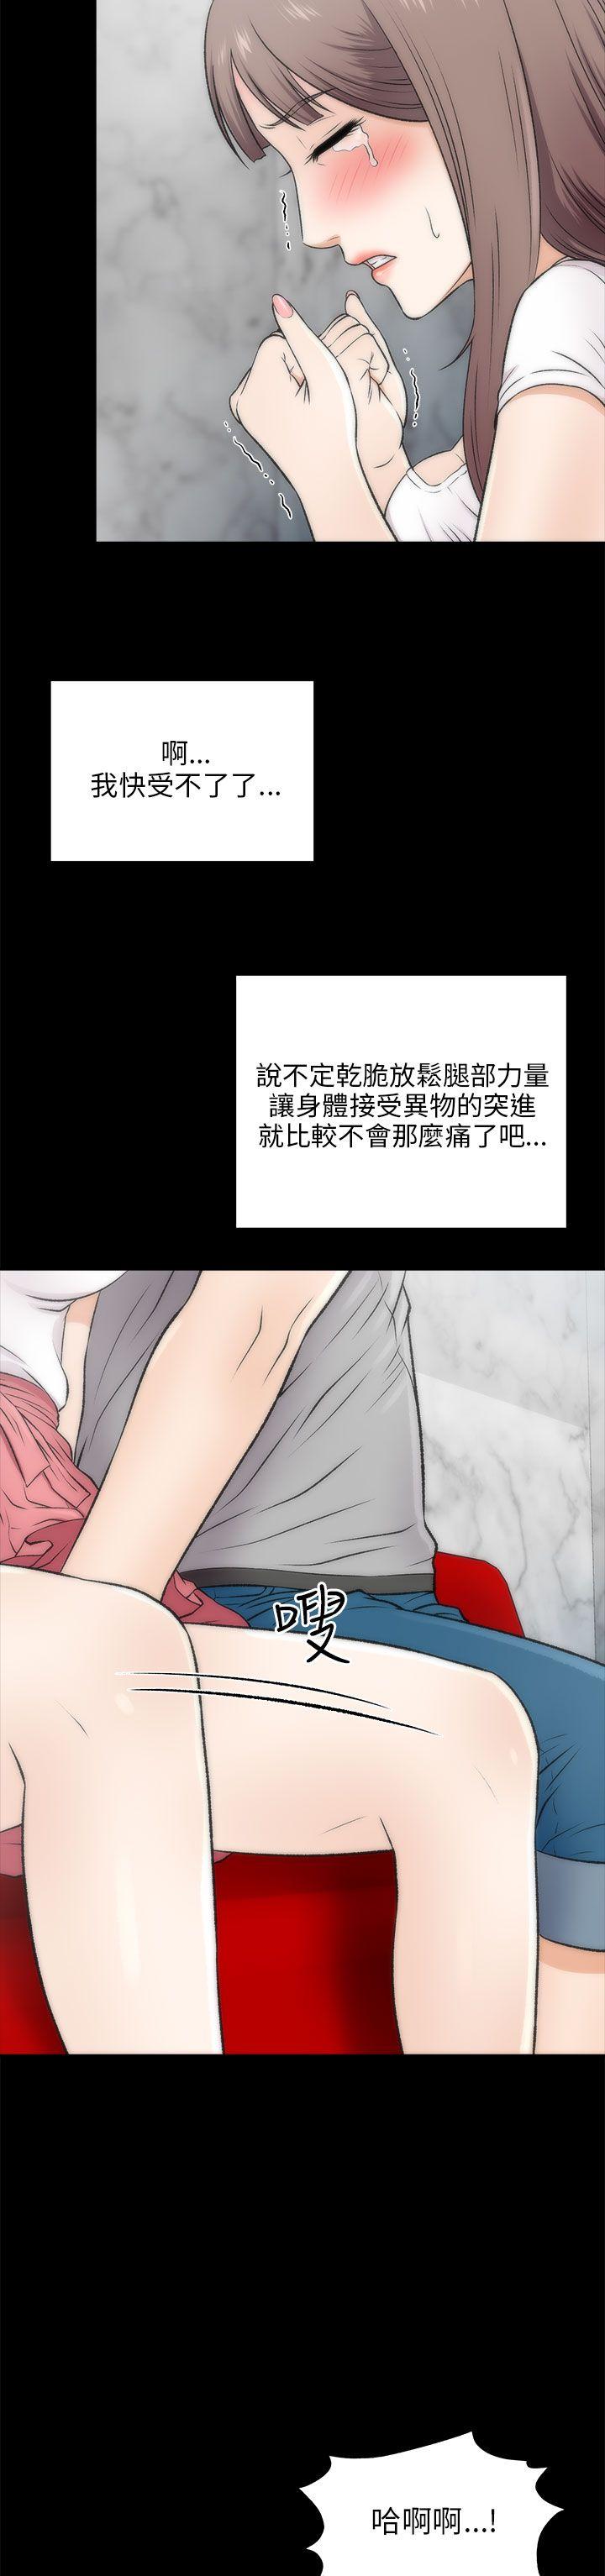 啊...
我快受不了了...
說不定乾脆放鬆腿部力量
讓身體接受異物的突進
就比較不會那麼痛了吧...
嗖
哈啊啊...!